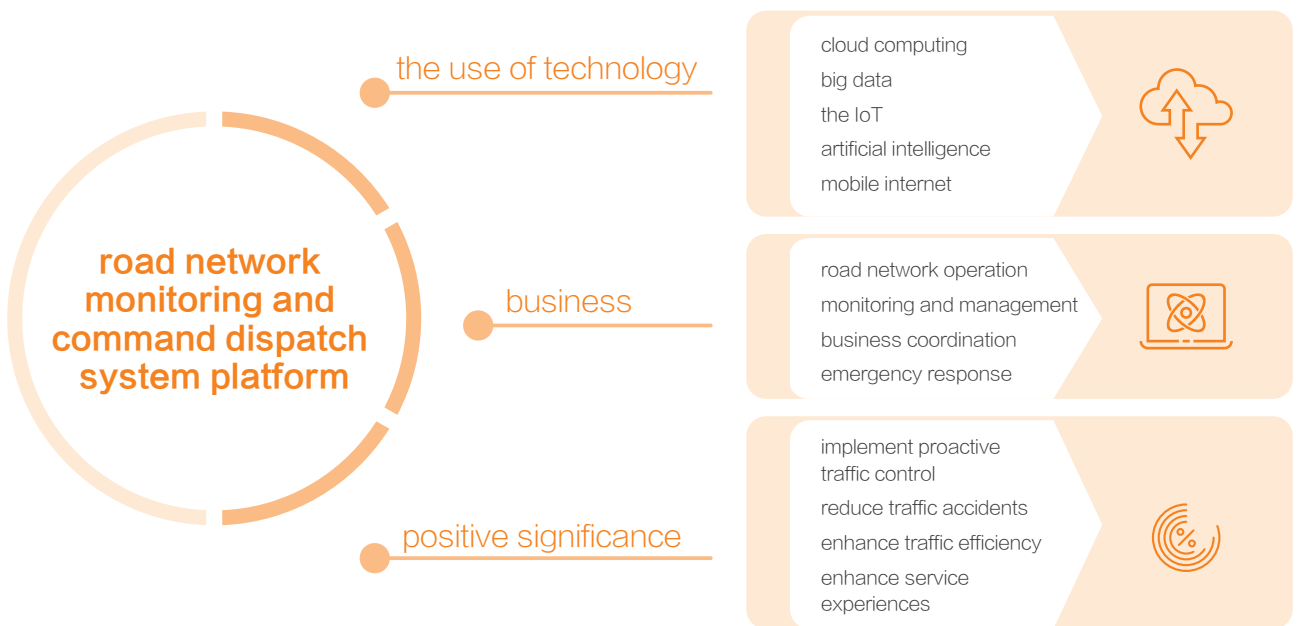 the use of technology
cloud computing
big data
the IoT
artificial intelligence
mobile internet
road network
monitoring and
command dispatch
system platform
business
road network operation
monitoring and management
business coordination
emergency response
positive significance
implement proactive
traffic control
reduce traffic accidents
enhance traffic efficiency
enhance service
experiences
%